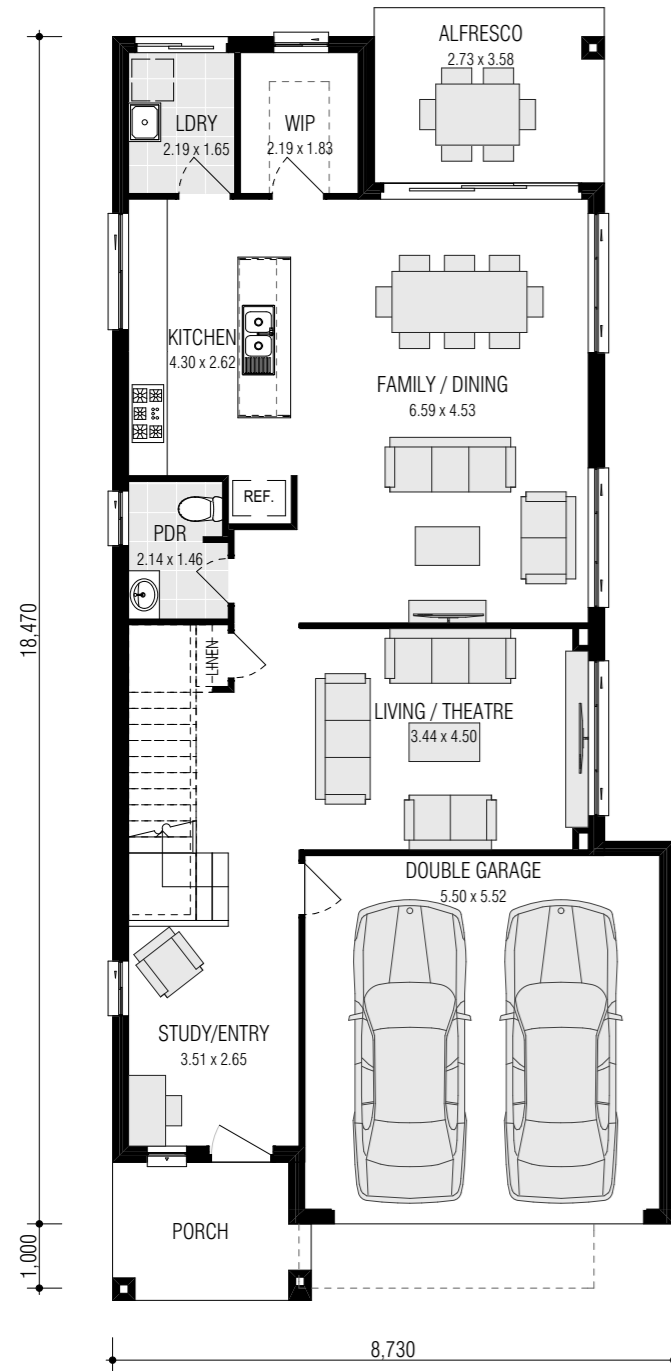 ALFRESCO
2.73 x 3.58
LDRY
2.19 x 1.65
WIP
2.19 x 1.83
KITCHEN
4.30 x 2.62
FAMILY / DINING
6.59 x 4.53
REF.
PDR
2.14 x 1.46
18,470
LINEN
LIVING / THEATRE
3.44 x 4.50
DOUBLE GARAGE
5.50 x 5.52
STUDY/ENTRY
3.51 x 2.65
PORCH
1,000
8,730